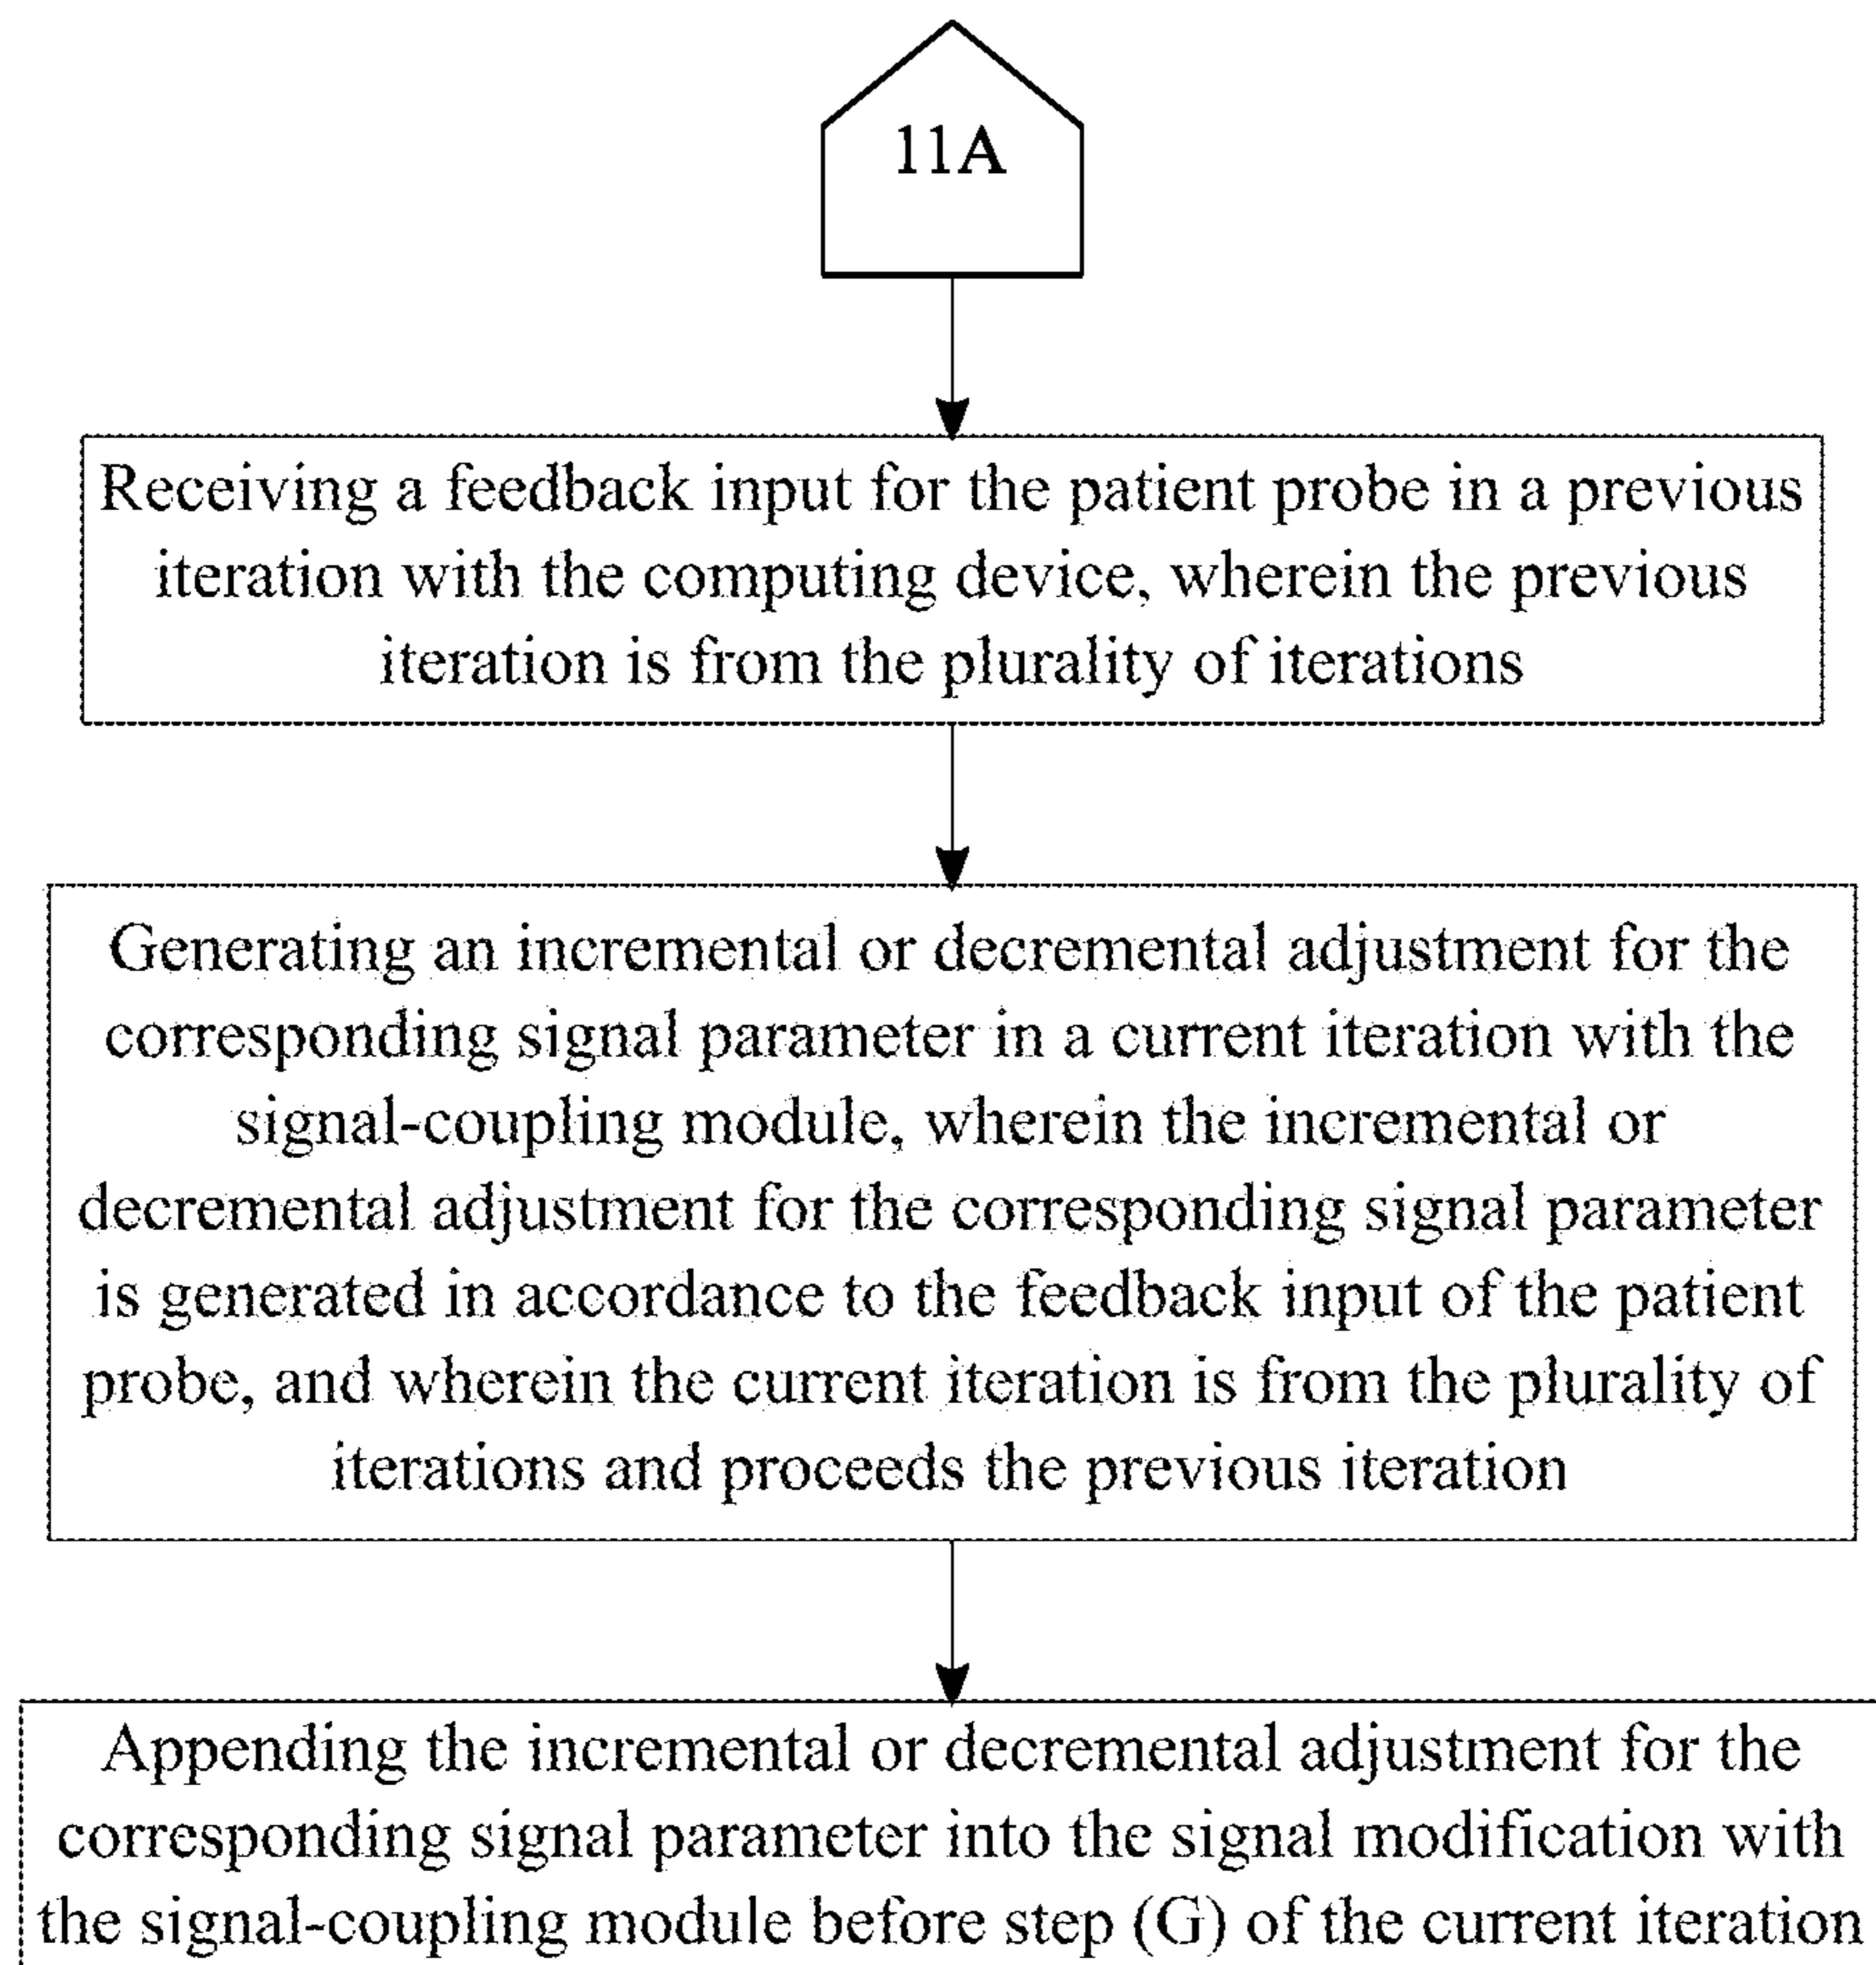 11A
Receiving a feedback input for the patient probe in a previous
iteration with the computing device, wherein the previous
iteration is from the plurality of iterations
Generating an incremental or decremental adjustment for the
corresponding signal parameter in a current iteration with the
signal-coupling module, wherein the incremental or
decremental adjustment for the corresponding signal parameter
is generated in accordance to the feedback input of the patient
probe, and wherein the current iteration is from the plurality of
iterations and proceeds the previous iteration
Appending the incremental or decremental adjustment for the
corresponding signal parameter into the signal modification with
the signal-coupling module before step (G) of the current iteration